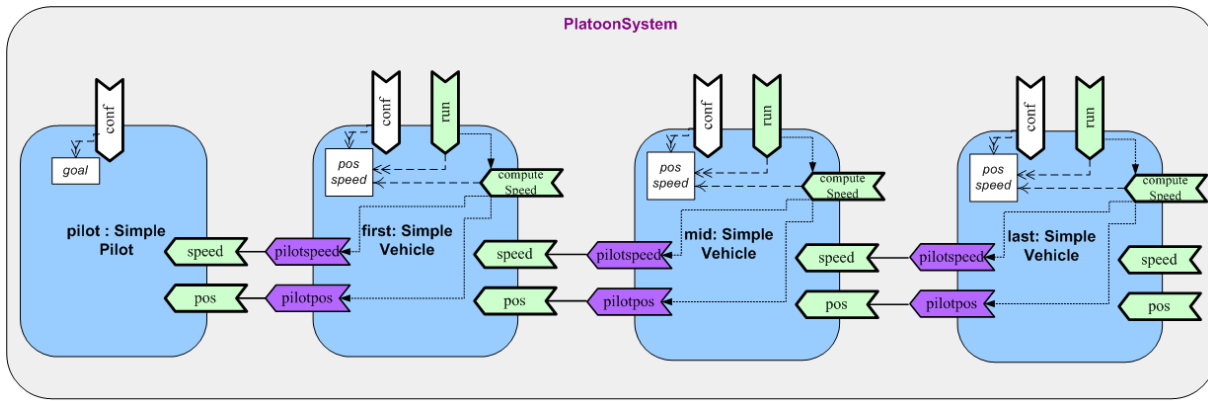 PlatoonSystem
conf
goal
pilot : Simple
Pilot
speed
pos
conf
run
pos
speed
compute
Speed
first: Simple
Vehicle
pilotspeed
pilotpos
speed
pos
conf
run
pos
speed
compute
Speed
mid: Simple
Vehicle
pilotspeed
pilotpos
speed
pos
conf
run
pos
speed
compute
Speed
last: Simple
Vehicle
pilotspeed
pilotpos
speed
pos